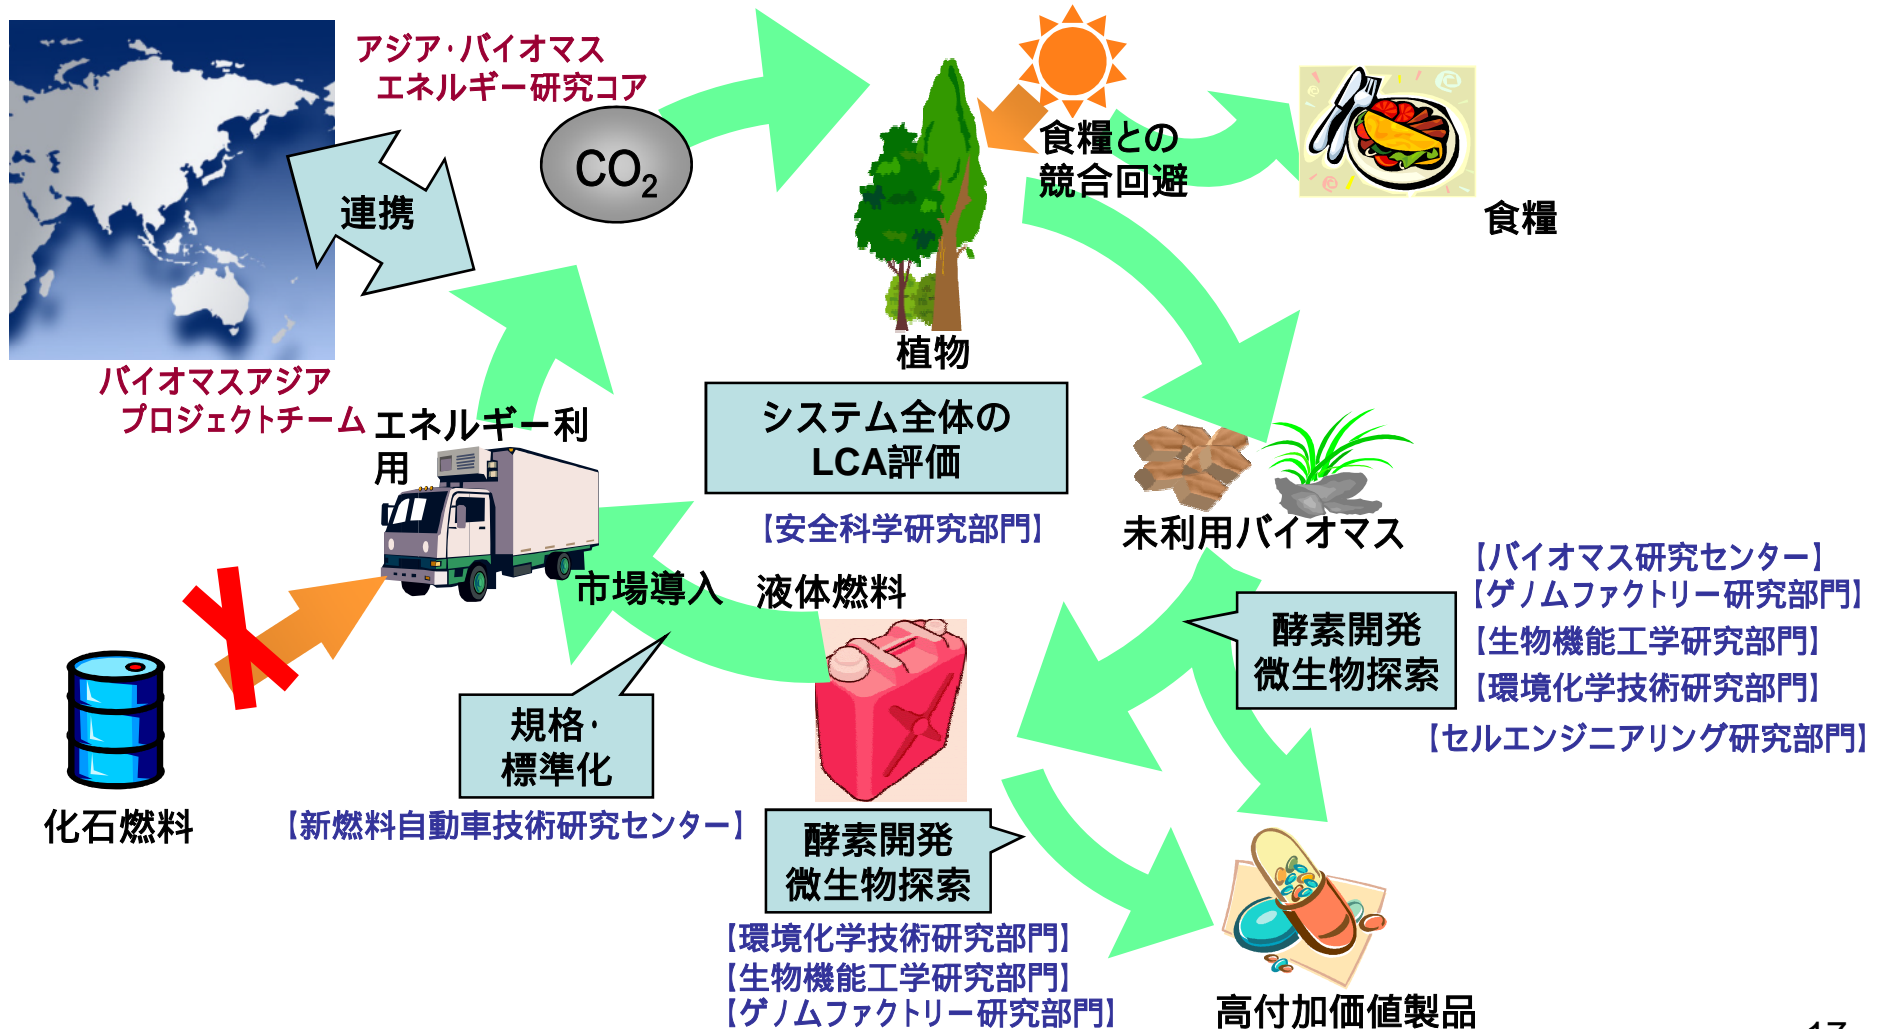 アジア・バイオマス
エネルギー研究コア
CO2
連携
食糧との
競合回避
食糧
植物
バイオマスアジア
プロジェクトチーム
エネルギー利
用
システム全体の
LCA評価
【安全科学研究部門】
未利用バイオマス
市場導入
液体燃料
【バイオマス研究センター】
【ゲノムファクトリー研究部門】
【生物機能工学研究部門】
【環境化学技術研究部門】
【セルエンジニアリング研究部門】
酵素開発
微生物探索
規格・
標準化
化石燃料
【新燃料自動車技術研究センター】
酵素開発
微生物探索
【環境化学技術研究部門】
【生物機能工学研究部門】
【ゲノムファクトリー研究部門】
高付加価値製品
17